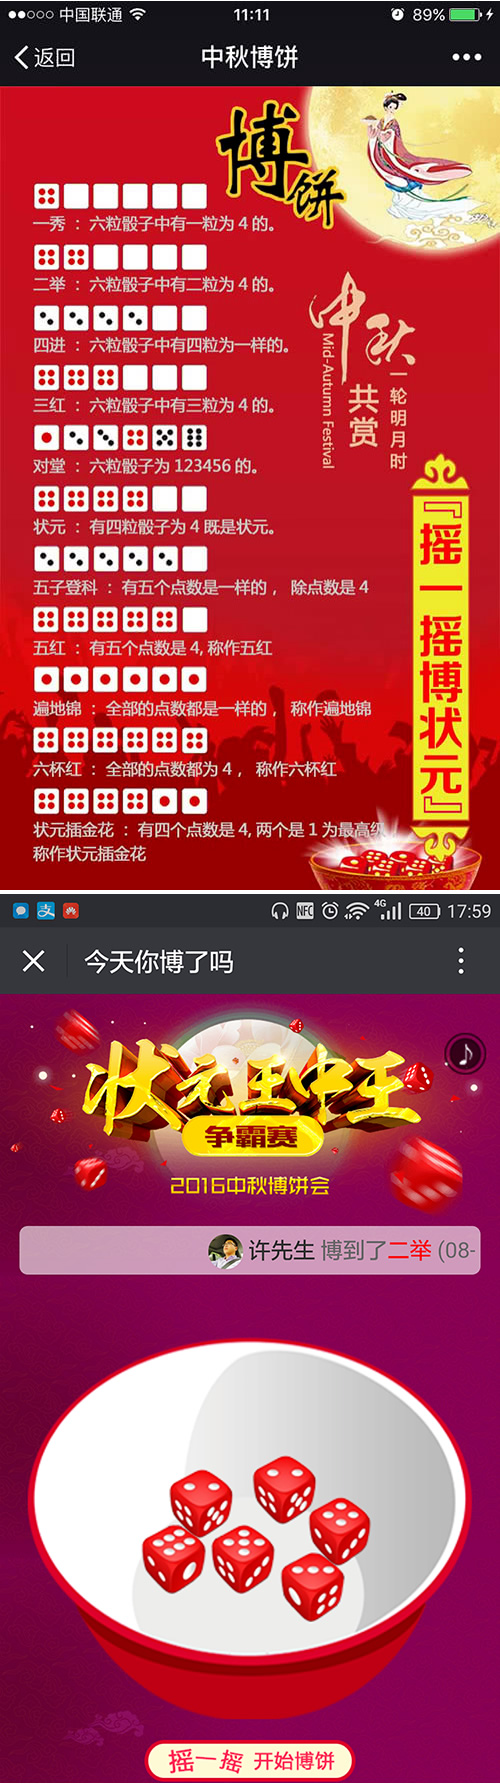 中国联通
11:11
89%
返回
中秋博饼
博饼
一秀 ：六粒骰子中有一粒为 4 的。
二举 ：六粒骰子中有二粒为 4 的。
四进 ：六粒骰子中有四粒为一样的。
三红 ：六粒骰子中有三粒为 4 的。
对堂 ：六粒骰子为 123456 的。
状元 ：有四粒骰子为 4 既是状元。
五子登科 ：有五个点数是一样的， 除点数是 4
五红 ：有五个点数是 4, 称作五红
遍地锦 ：全部的点数都是一样的， 称作遍地锦
六杯红 ：全部的点数都为 4 ， 称作六杯红
状元插金花 ：有四个点数是 4, 两个是 1 为最高级
称作状元插金花
中秋
Mid-Autumn Festival
共赏
一轮明月时
『摇一摇博状元』
NFC
4G
40
17:59
今天你博了吗
状元王中王
争霸赛
2016中秋博饼会
许先生 博到了二举 (08-
摇一摇 开始博饼